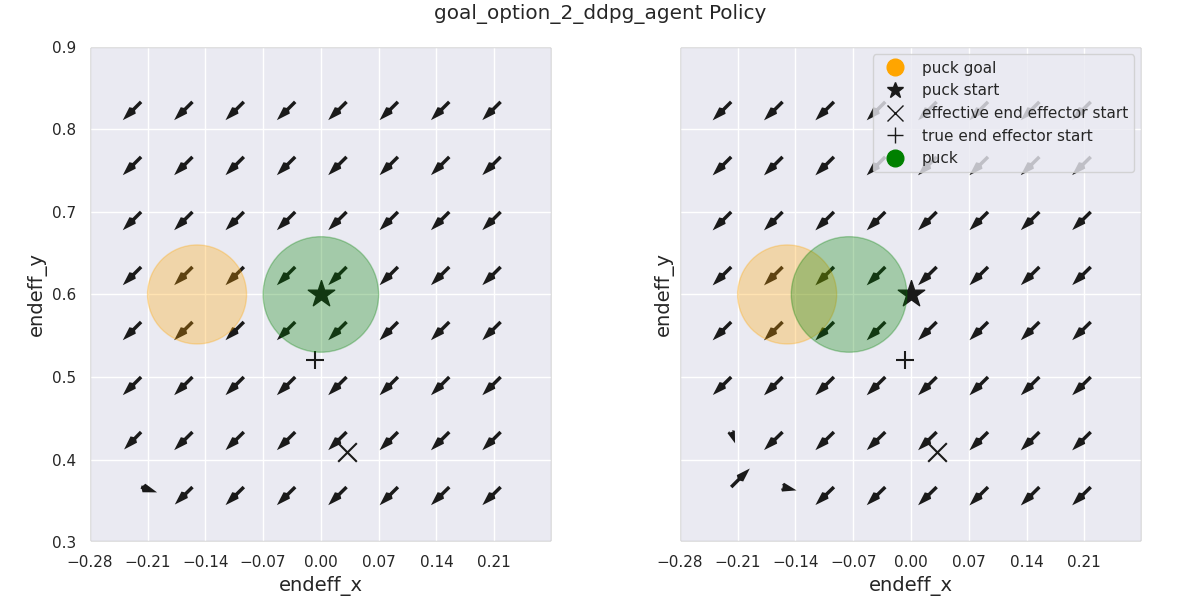 goal_option_2_ddpg_agent Policy
endeff_y
0.9
0.8
0.7
0.6
0.5
0.4
0.3
−0.28 −0.21 −0.14 −0.07 0.00 0.07 0.14 0.21
endeff_x
endeff_y
puck goal
puck start
effective end effector start
true end effector start
puck
−0.28 −0.21 −0.14 −0.07 0.00 0.07 0.14 0.21
endeff_x